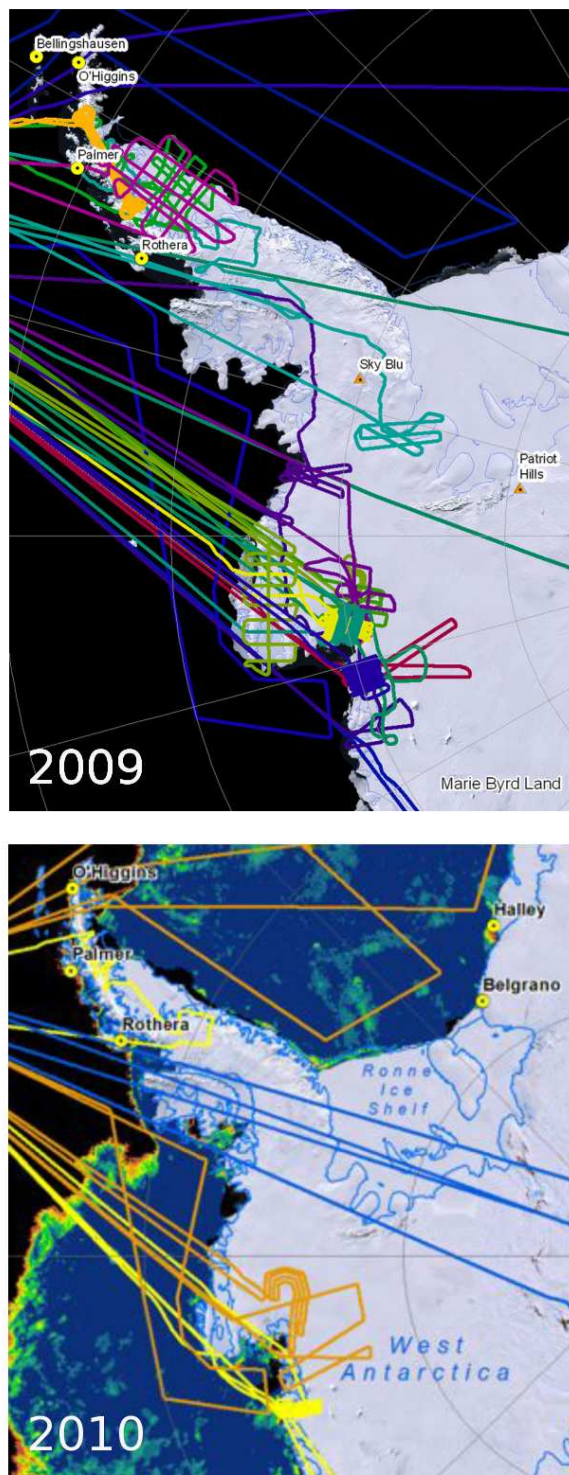 Bellingshausen
O'Higgins
Palmer
Rothera
Sky Blu
Patriot
Hills
2009
Marie Byrd Land
O'Higgins
Halley
Palmer
Belgrano
Rothera
Ronne
Ice
Shelf
West
Antarctica
2010